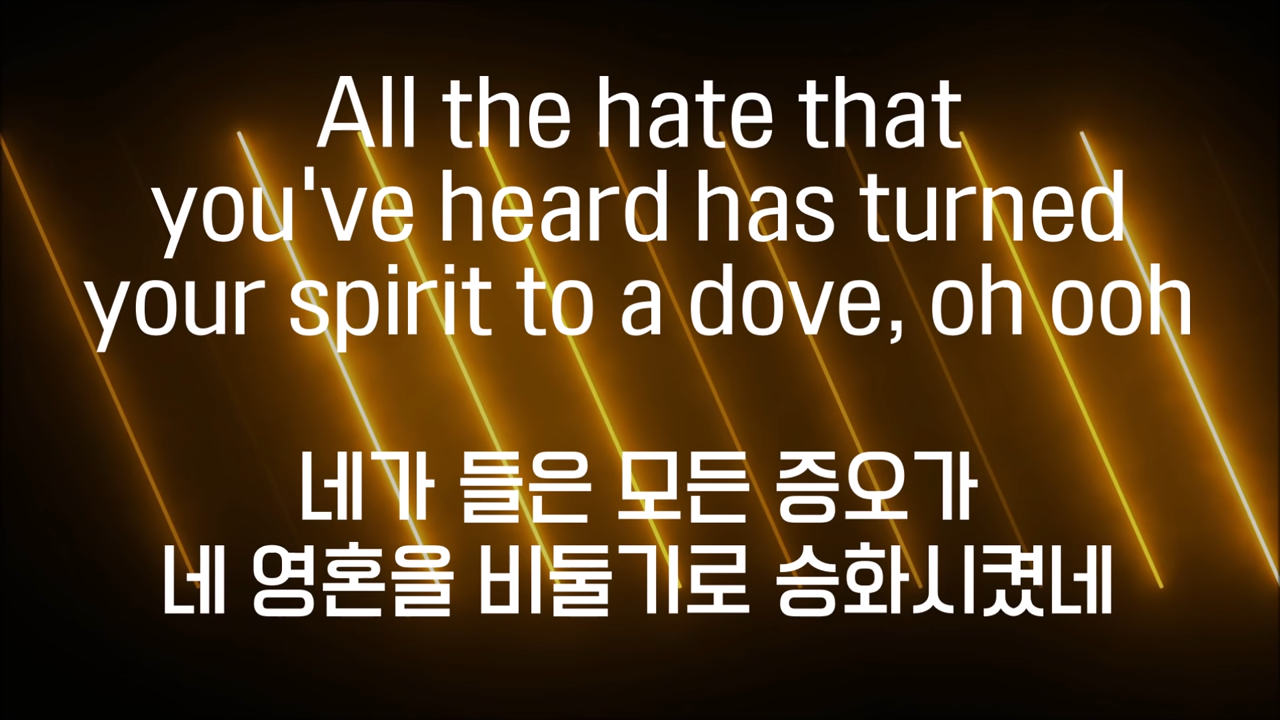 All the hate that
you've heard has turned
your spirit to a dove, oh ooh
네가 들은 모든 증오가
네 영혼을 비둘기로 승화시켰네